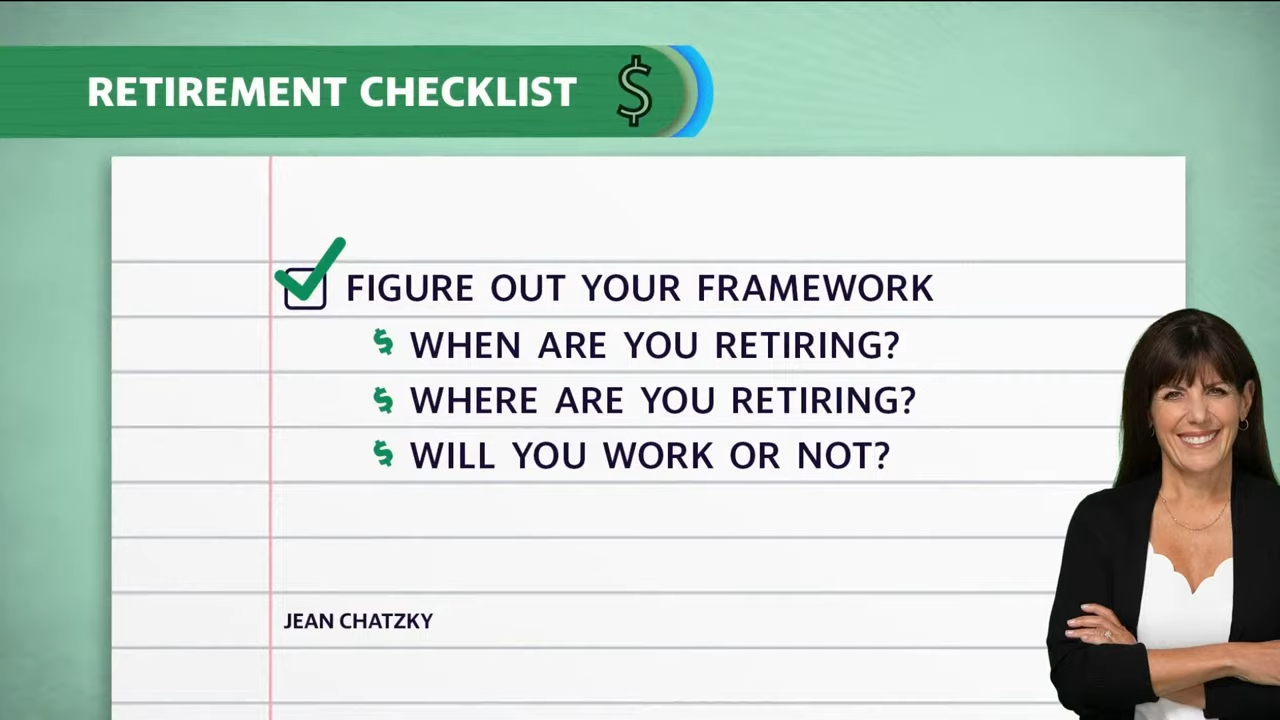 RETIREMENT CHECKLIST $
FIGURE OUT YOUR FRAMEWORK
$ WHEN ARE YOU RETIRING?
$ WHERE ARE YOU RETIRING?
$ WILL YOU WORK OR NOT?
JEAN CHATZKY